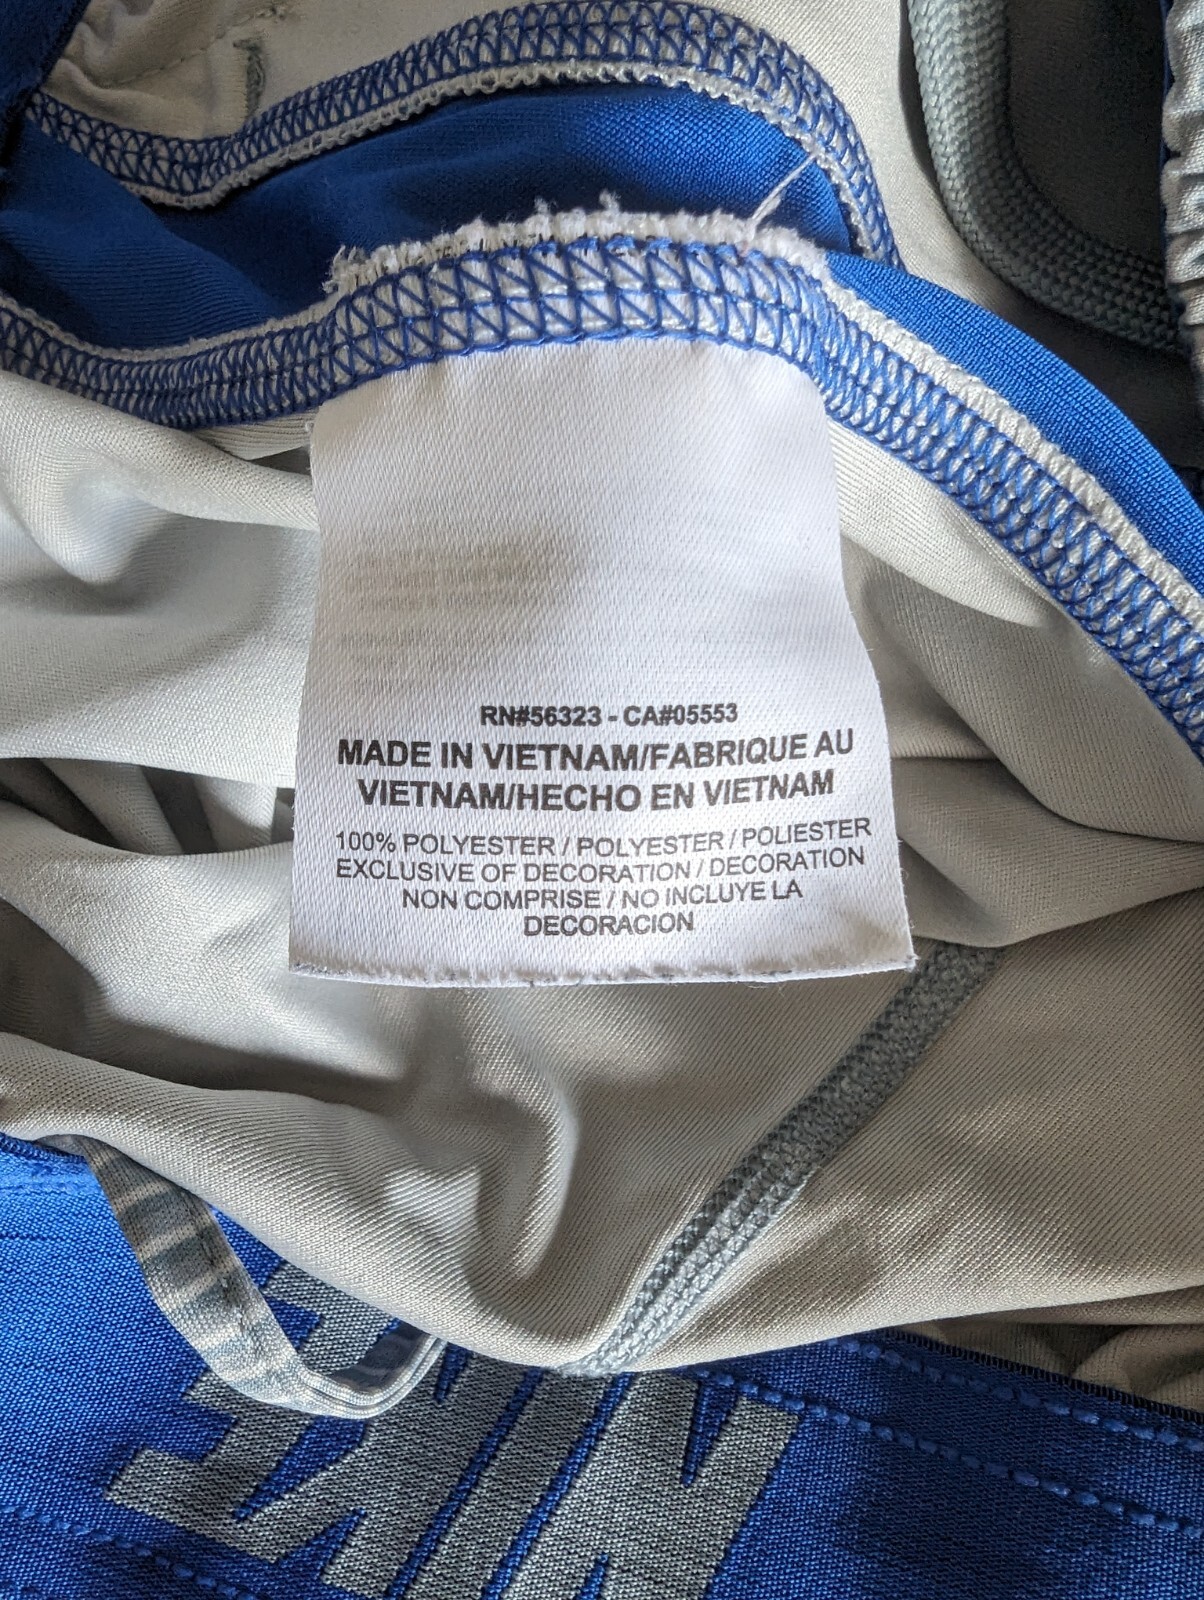 RN#56323 - CA#05553
MADE IN VIETNAM/FABRIQUE AU
VIETNAM/HECHO EN VIETNAM
100% POLYESTER / POLYESTER / POLIESTER
EXCLUSIVE OF DECORATION / DECORATION
NON COMPRISE / NO INCLUYE LA
DECORACION
NIKE